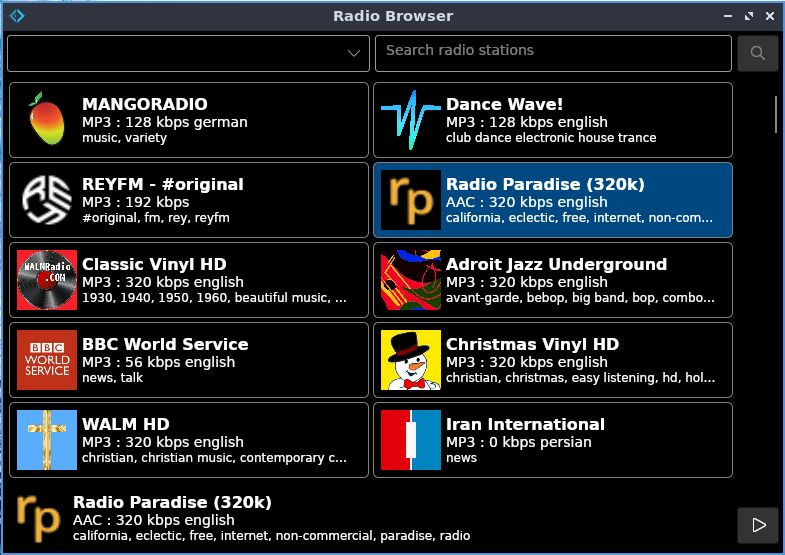 Radio Browser
Search radio stations
MANGORADIO
MP3 : 128 kbps german
music, variety
Dance Wave!
MP3 : 128 kbps english
club dance electronic house trance
REYFM - #original
MP3 : 192 kbps
#original, fm, rey, reyfm
rp
Radio Paradise (320k)
AAC : 320 kbps english
california, eclectic, free, internet, non-com...
WALMRadio
.COM
Classic Vinyl HD
MP3 : 320 kbps english
1930, 1940, 1950, 1960, beautiful music, ...
Adroit Jazz Underground
MP3 : 320 kbps english
avant-garde, bebop, big band, bop, combo...
BBC
WORLD
SERVICE
BBC World Service
MP3 : 56 kbps english
news, talk
Christmas Vinyl HD
MP3 : 320 kbps english
christian, christmas, easy listening, hd, hol...
WALM HD
MP3 : 320 kbps english
christian, christian music, contemporary c...
Iran International
MP3 : 0 kbps persian
news
rp
Radio Paradise (320k)
AAC : 320 kbps english
california, eclectic, free, internet, non-commercial, paradise, radio